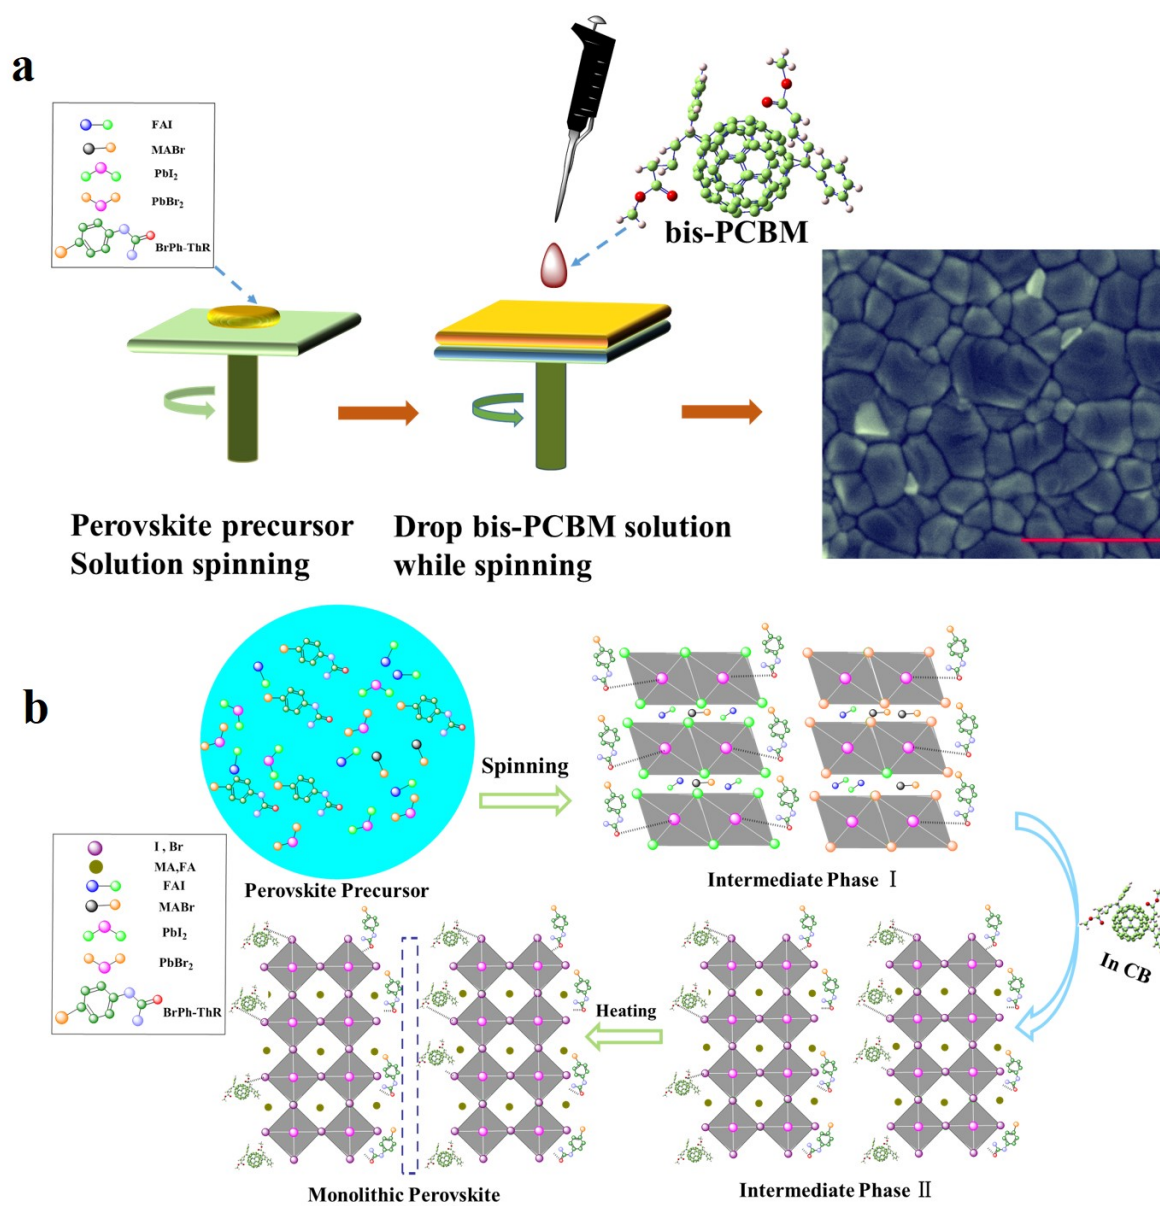 a
FAI
MABr
PbI₂
PbBr₂
BrPh-ThR
bis-PCBM
Perovskite precursor
Solution spinning
Drop bis-PCBM solution
while spinning
b
Spinning
Perovskite Precursor
Intermediate Phase Ⅰ
I , Br
MA,FA
FAI
MABr
PbI₂
PbBr₂
BrPh-ThR
In CB
Heating
Monolithic Perovskite
Intermediate Phase Ⅱ